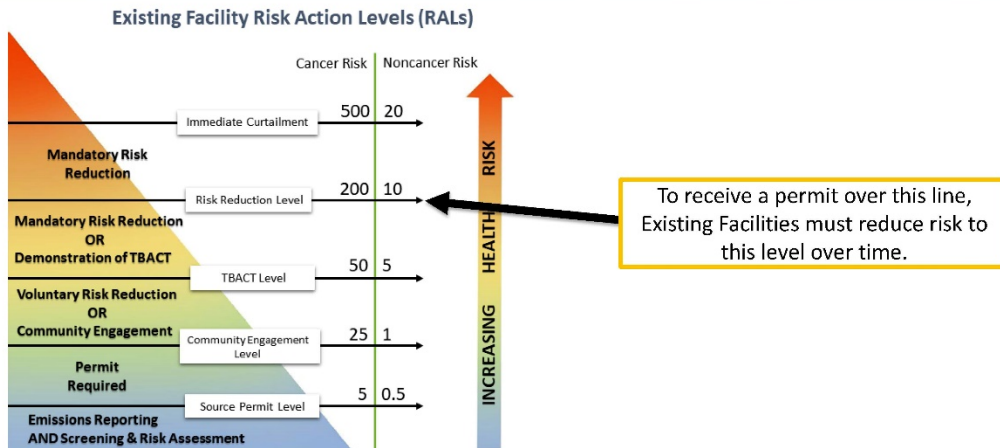 Existing Facility Risk Action Levels (RALs)
Cancer Risk
Noncancer Risk
Immediate Curtailment
500
20
Mandatory Risk
Reduction
Risk Reduction Level
200
10
Mandatory Risk Reduction
OR
Demonstration of TBACT
TBACT Level
50
5
Voluntary Risk Reduction
OR
Community Engagement
Community Engagement
Level
25
1
Permit
Required
Source Permit Level
5
0.5
Emissions Reporting
AND Screening & Risk Assessment
INCREASING HEALTH RISK
To receive a permit over this line,
Existing Facilities must reduce risk to
this level over time.